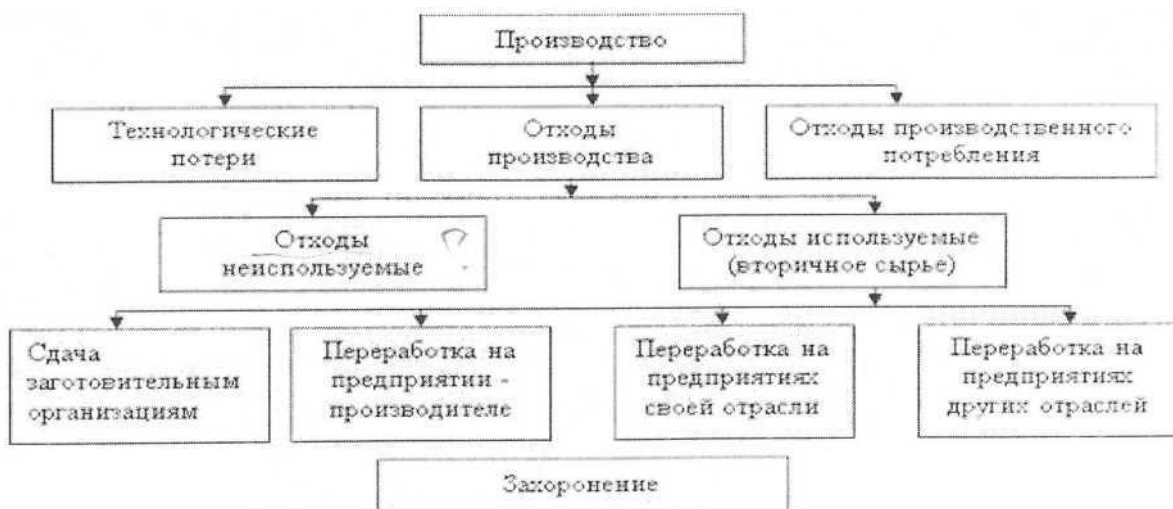 Производство
Технологические
потери
Отходы
производства
Отходы производственного
потребления
Отходы
неиспользуемые
Отходы используемые
(вторичное сырье)
Сдача
заготовительным
организациям
Переработка на
предприятии -
производителе
Переработка на
предприятиях
своей отрасли
Переработка на
предприятиях
других отраслей
Захоронение